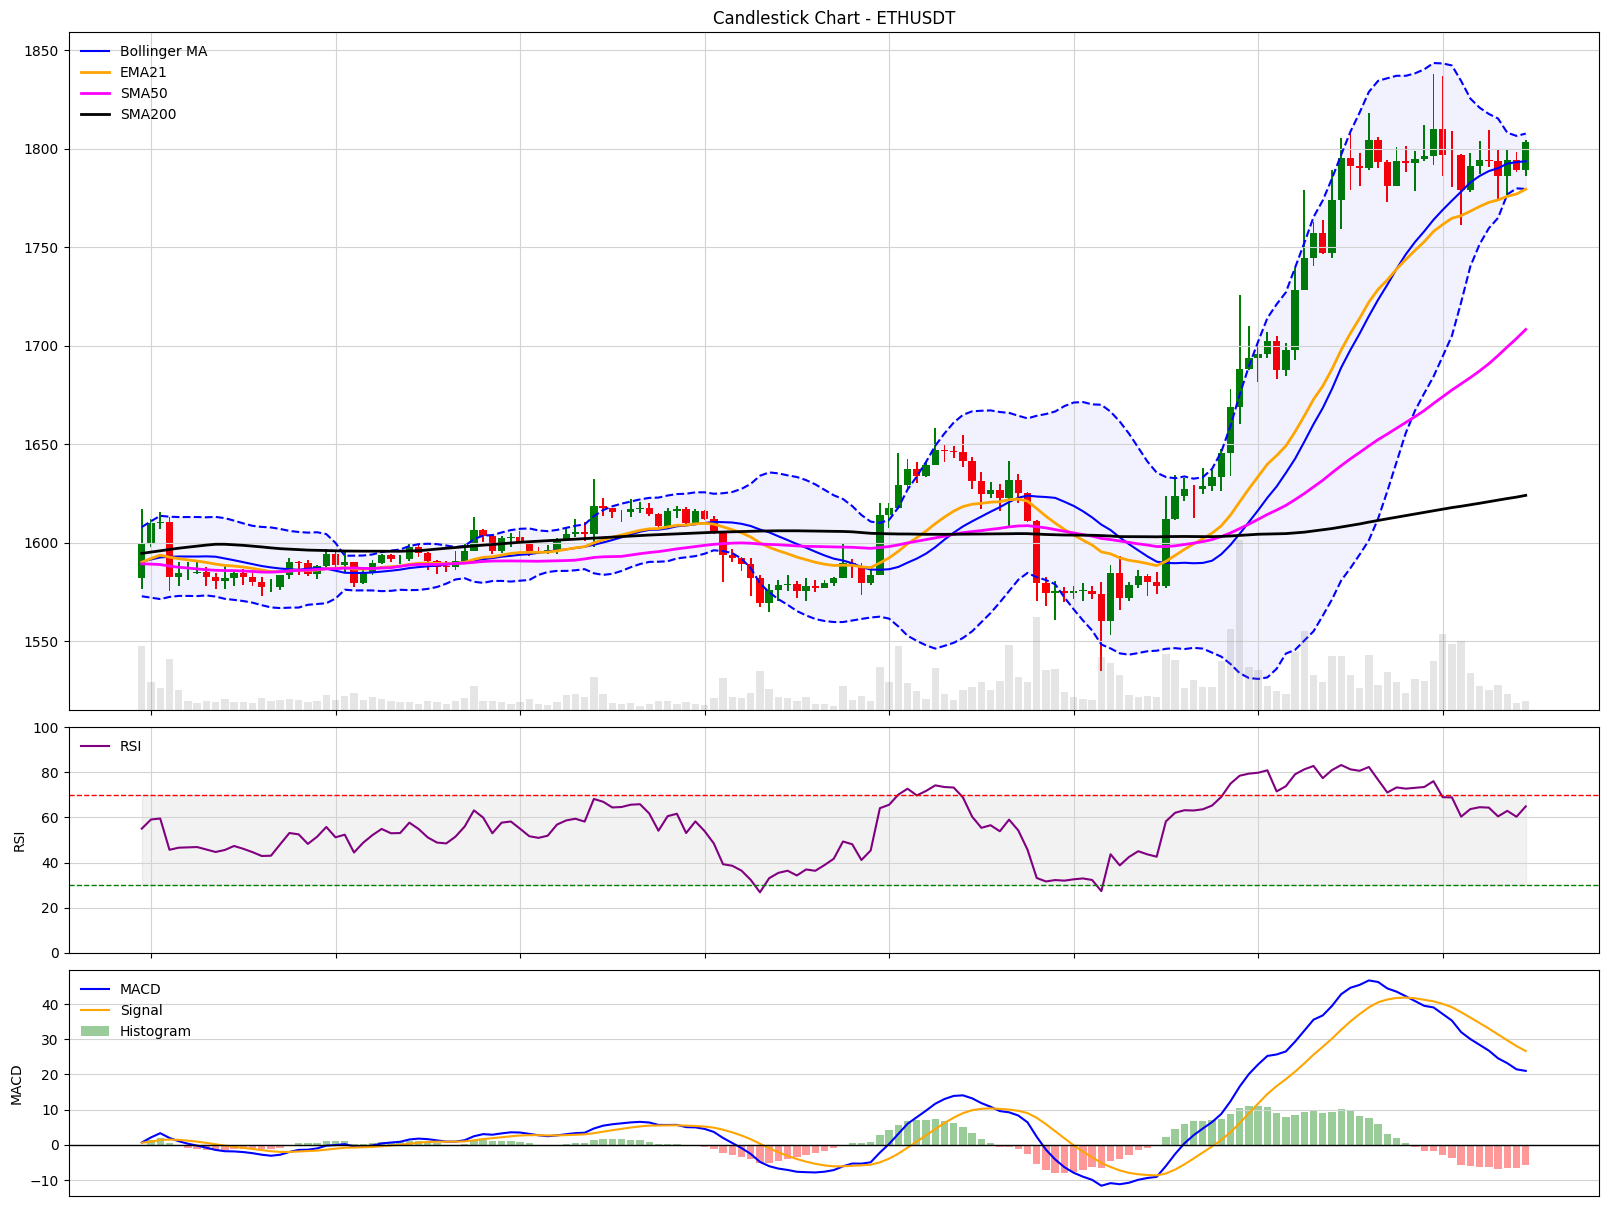 Candlestick Chart - ETHUSDT
Bollinger MA
EMA21
SMA50
SMA200
1850
1800
1750
1700
1650
1600
1550
RSI
100
80
60
40
20
0
RSI
MACD
Signal
Histogram
40
30
20
10
0
−10
MACD